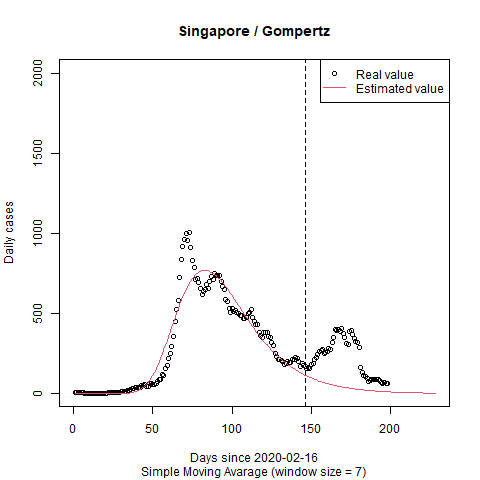 Singapore / Gompertz
Real value
Estimated value
Daily cases
2000
1500
1000
500
0
0 50 100 150 200
Days since 2020-02-16
Simple Moving Avarage (window size = 7)